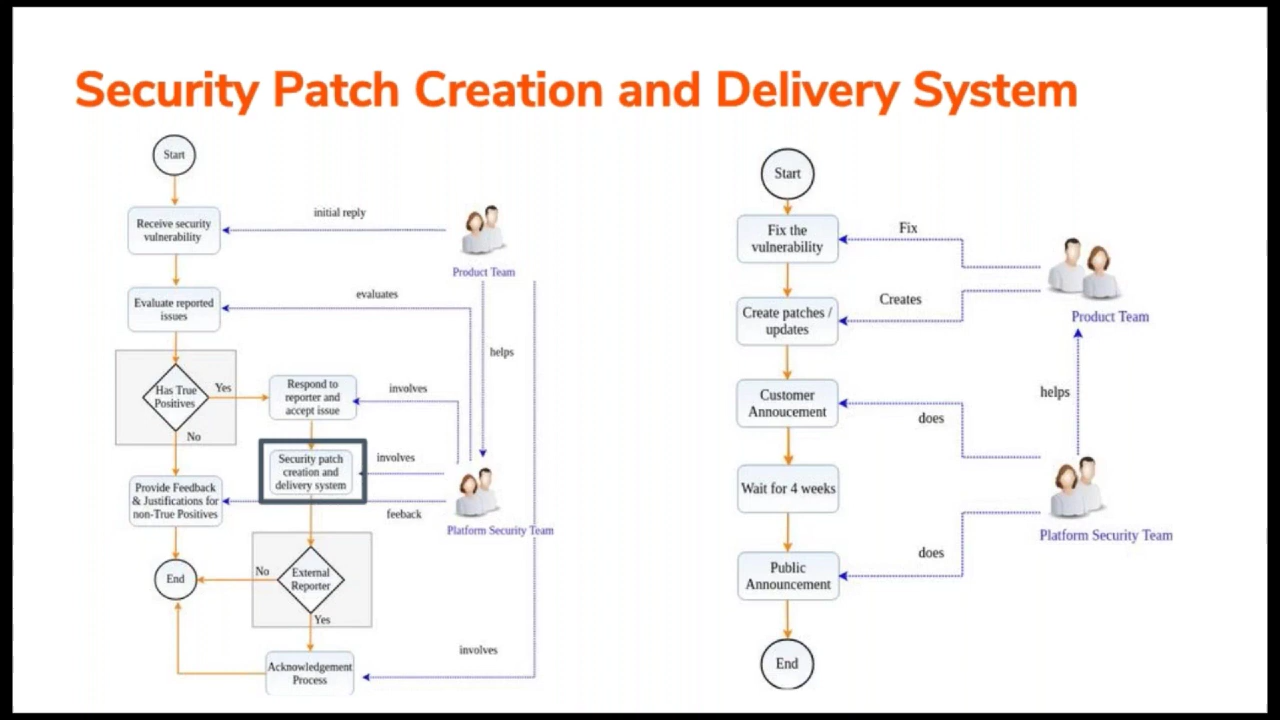 Security Patch Creation and Delivery System
Start
Receive security
vulnerability
initial reply
Product Team
Evaluate reported
issues
evaluates
helps
Has True
Positives
Yes
No
Respond to
reporter and
accept issue
involves
Security patch
creation and
delivery system
involves
Provide Feedback
& Justifications for
non-True Positives
feeback
Platform Security Team
End
No
External
Reporter
Yes
Acknowledgement
Process
involves
Start
Fix the
vulnerability
Fix
Product Team
Create patches /
updates
Creates
helps
Customer
Annoucement
does
Wait for 4 weeks
Platform Security Team
Public
Announcement
does
End